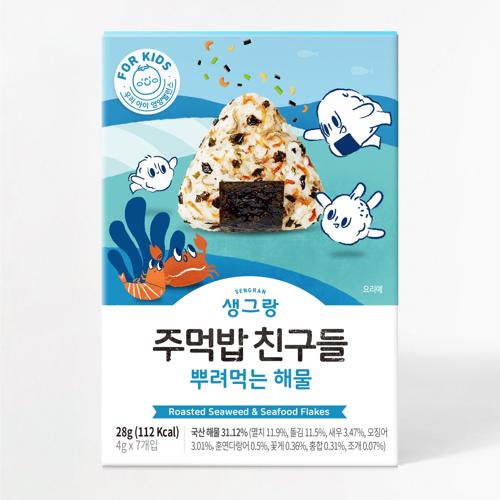 FOR KIDS
우리 아이 영양밸런스
요리예
SENGRAN
생그랑
주먹밥 친구들
뿌려먹는 해물
Roasted Seaweed & Seafood Flakes
28g (112 Kcal)
4g x 7개입
국산 해물 31.12% (멸치 11.9%, 돌김 11.5%, 새우 3.47%, 오징어
3.01%, 훈연다랑어 0.5%, 꽃게 0.36%, 홍합 0.31%, 조개 0.07%)